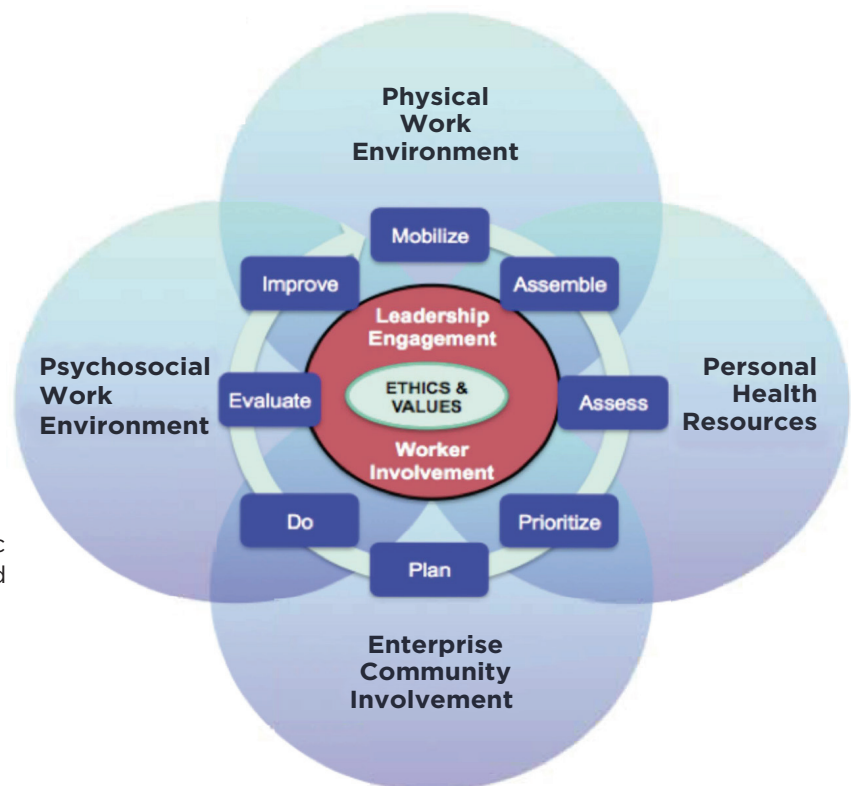 Physical
Work
Environment
Mobilize
Improve
Assemble
Leadership
Engagement
Psychosocial
Work
Environment
Evaluate
ETHICS &
VALUES
Assess
Personal
Health
Resources
Worker
Involvement
Do
Prioritize
Plan
c
d
Enterprise
Community
Involvement